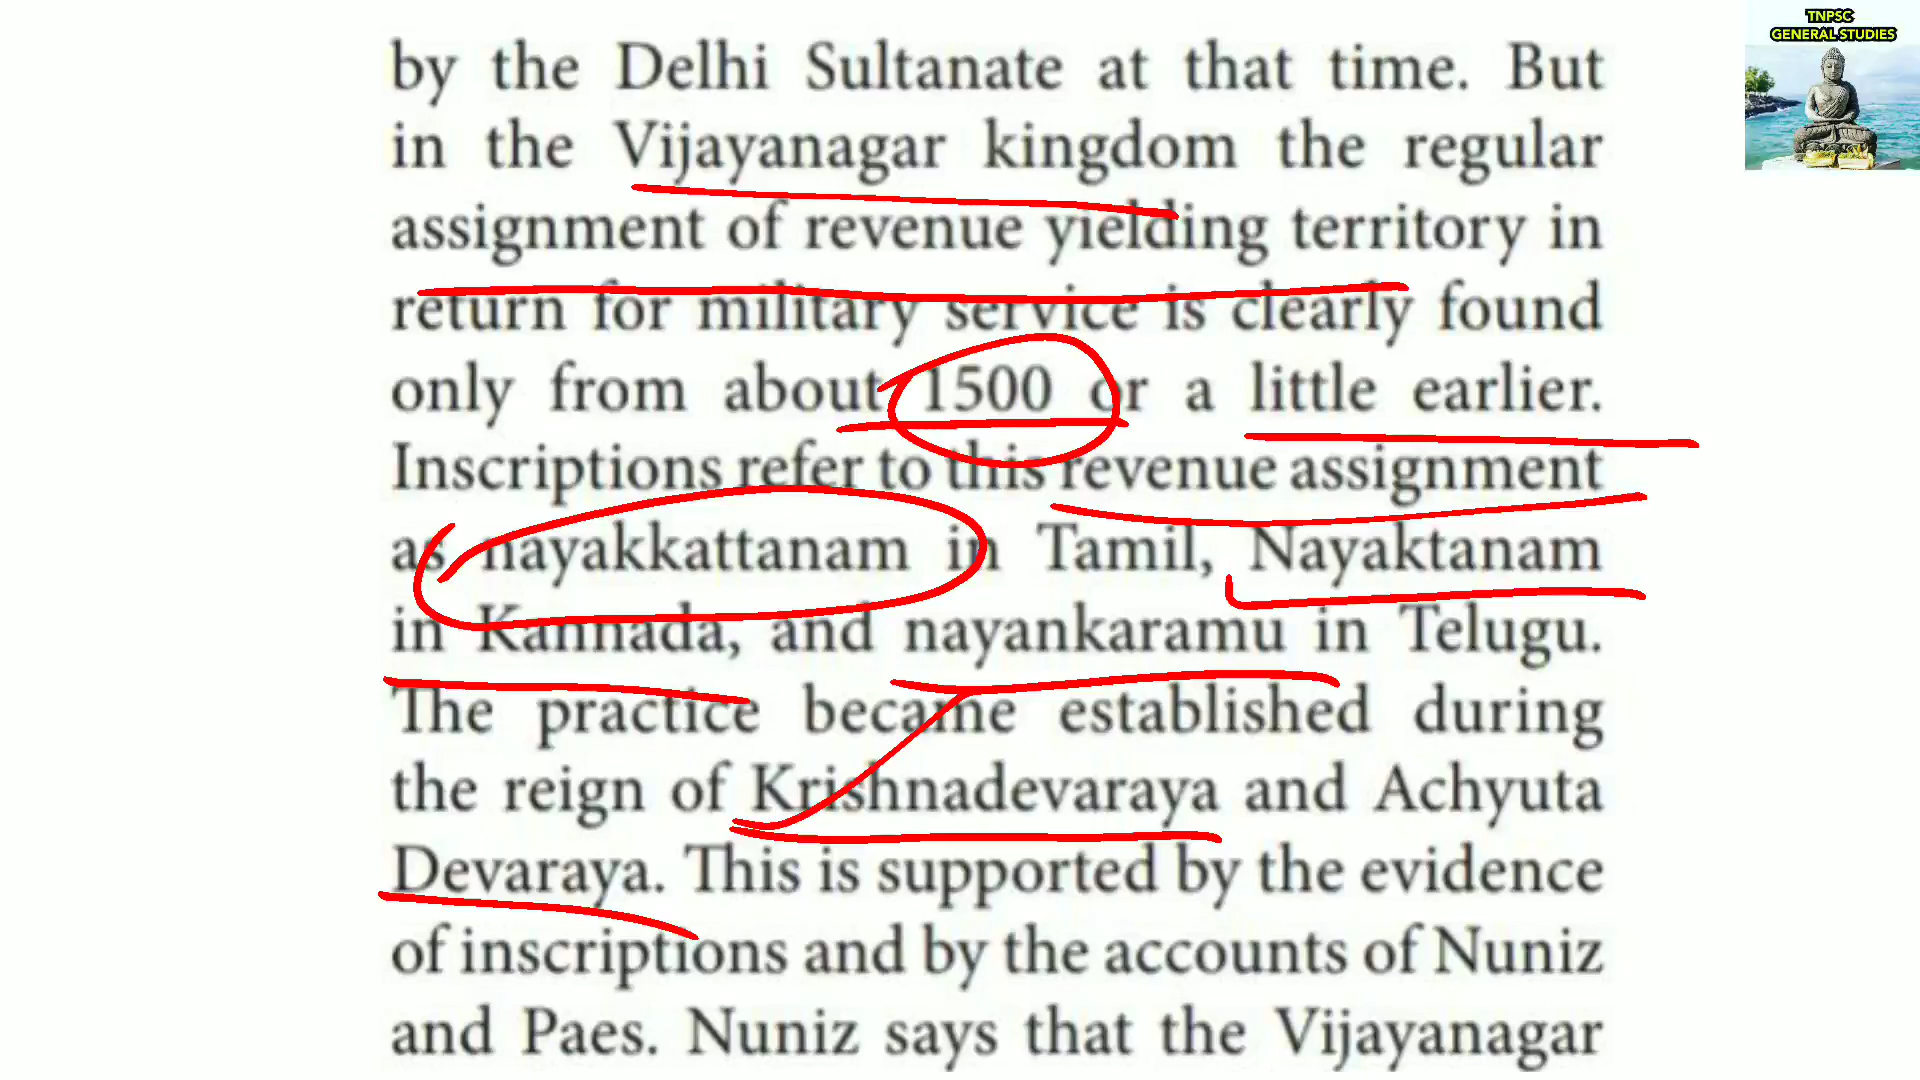 TNPSC
GENERAL STUDIES
by the Delhi Sultanate at that time. But
in the Vijayanagar kingdom the regular
assignment of revenue yielding territory in
return for military service is clearly found
only from about 1500 or a little earlier.
Inscriptions refer to this revenue assignment
as nayakkattanam in Tamil, Nayaktanam
in Kannada, and nayankaramu in Telugu.
The practice became established during
the reign of Krishnadevaraya and Achyuta
Devaraya. This is supported by the evidence
of inscriptions and by the accounts of Nuniz
and Paes. Nuniz says that the Vijayanagar